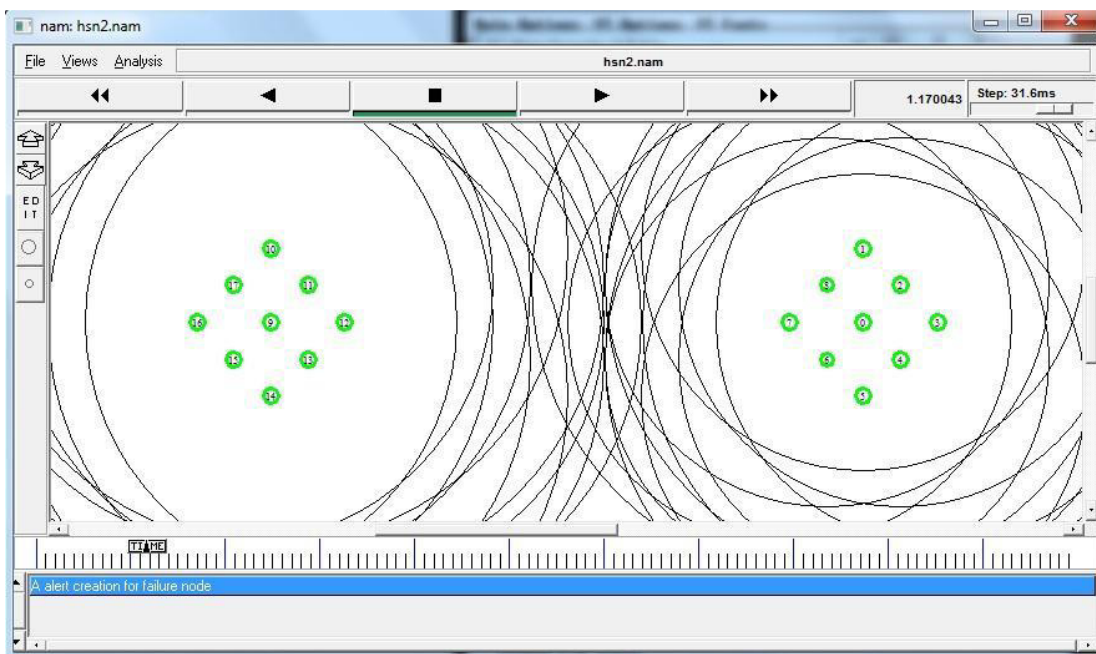 nam: hsn2.nam
File Views Analysis hsn2.nam
1.170043 Step: 31.6ms
ED
IT
10 1
17 11 8 2
16 9 12 7 0 3
15 13 6 4
14 5
TIME
A alert creation for failure node